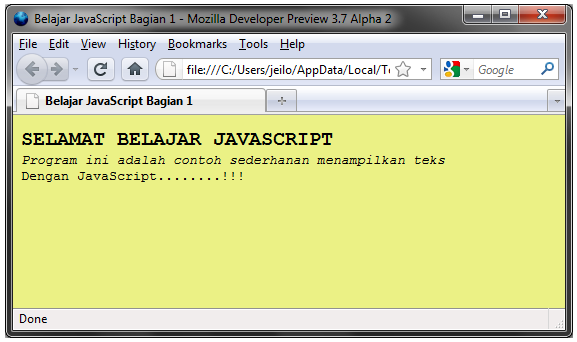 Belajar JavaScript Bagian 1 - Mozilla Developer Preview 3.7 Alpha 2
File Edit View History Bookmarks Tools Help
file:///C:/Users/jeilo/AppData/Local/Te
Google
Belajar JavaScript Bagian 1
SELAMAT BELAJAR JAVASCRIPT
Program ini adalah contoh sederhanan menampilkan teks
Dengan JavaScript........!!!
Done